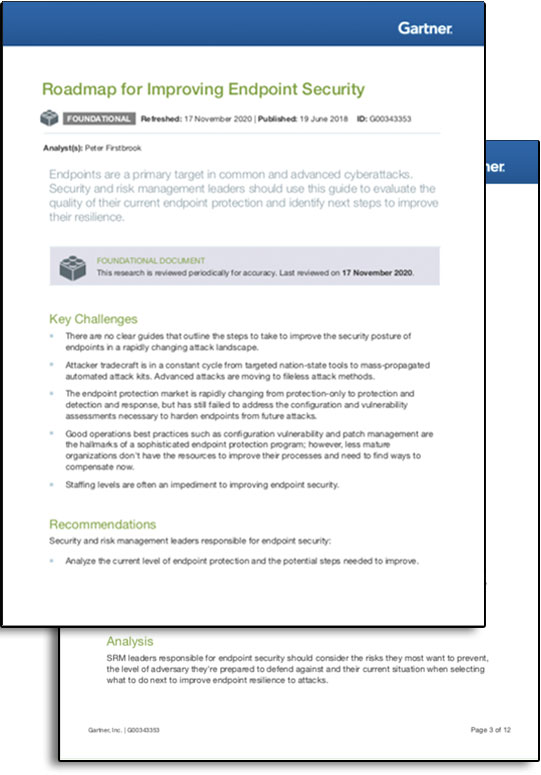 Gartner
Roadmap for Improving Endpoint Security
FOUNDATIONAL Refreshed: 17 November 2020 | Published: 19 June 2018 ID: G00343353
Analyst(s): Peter Firstbrook
Endpoints are a primary target in common and advanced cyberattacks.
Security and risk management leaders should use this guide to evaluate the
quality of their current endpoint protection and identify next steps to improve
their resilience.
FOUNDATIONAL DOCUMENT
This research is reviewed periodically for accuracy. Last reviewed on 17 November 2020.
Key Challenges
There are no clear guides that outline the steps to take to improve the security posture of
endpoints in a rapidly changing attack landscape.
Attacker tradecraft is in a constant cycle from targeted nation-state tools to mass-propagated
automated attack kits. Advanced attacks are moving to fileless attack methods.
The endpoint protection market is rapidly changing from protection-only to protection and
detection and response, but has still failed to address the configuration and vulnerability
assessments necessary to harden endpoints from future attacks.
Good operations best practices such as configuration vulnerability and patch management are
the hallmarks of a sophisticated endpoint protection program; however, less mature
organizations don't have the resources to improve their processes and need to find ways to
compensate now.
Staffing levels are often an impediment to improving endpoint security.
Recommendations
Security and risk management leaders responsible for endpoint security:
Analyze the current level of endpoint protection and the potential steps needed to improve.
ner
Analysis
SRM leaders responsible for endpoint security should consider the risks they most want to prevent,
the level of adversary they're prepared to defend against and their current situation when selecting
what to do next to improve endpoint resilience to attacks.
Gartner, Inc. | G00343353
Page 3 of 12